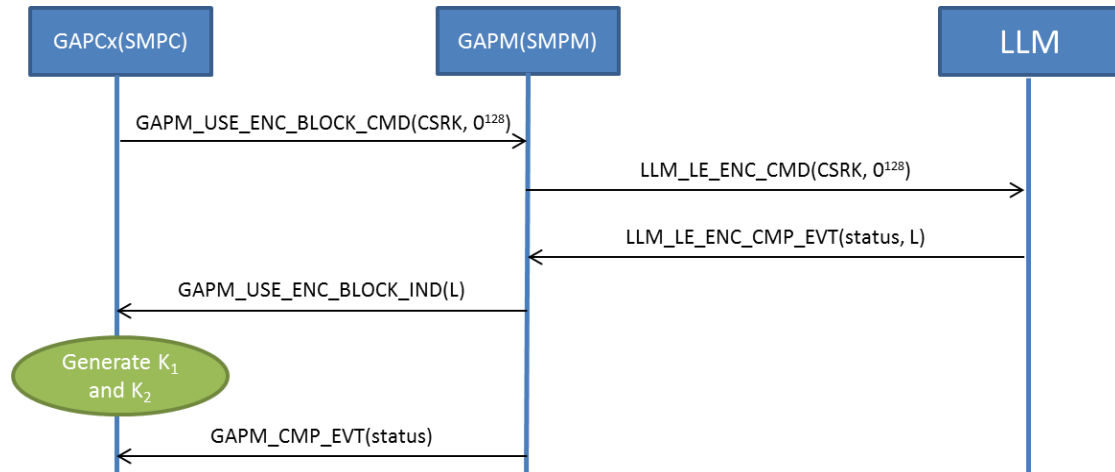 GAPCx(SMPC)
GAPM(SMPM)
LLM
GAPM_USE_ENC_BLOCK_CMD(CSRK, 0¹²⁸)
LLM_LE_ENC_CMD(CSRK, 0¹²⁸)
LLM_LE_ENC_CMP_EVT(status, L)
GAPM_USE_ENC_BLOCK_IND(L)
Generate K₁
and K₂
GAPM_CMP_EVT(status)